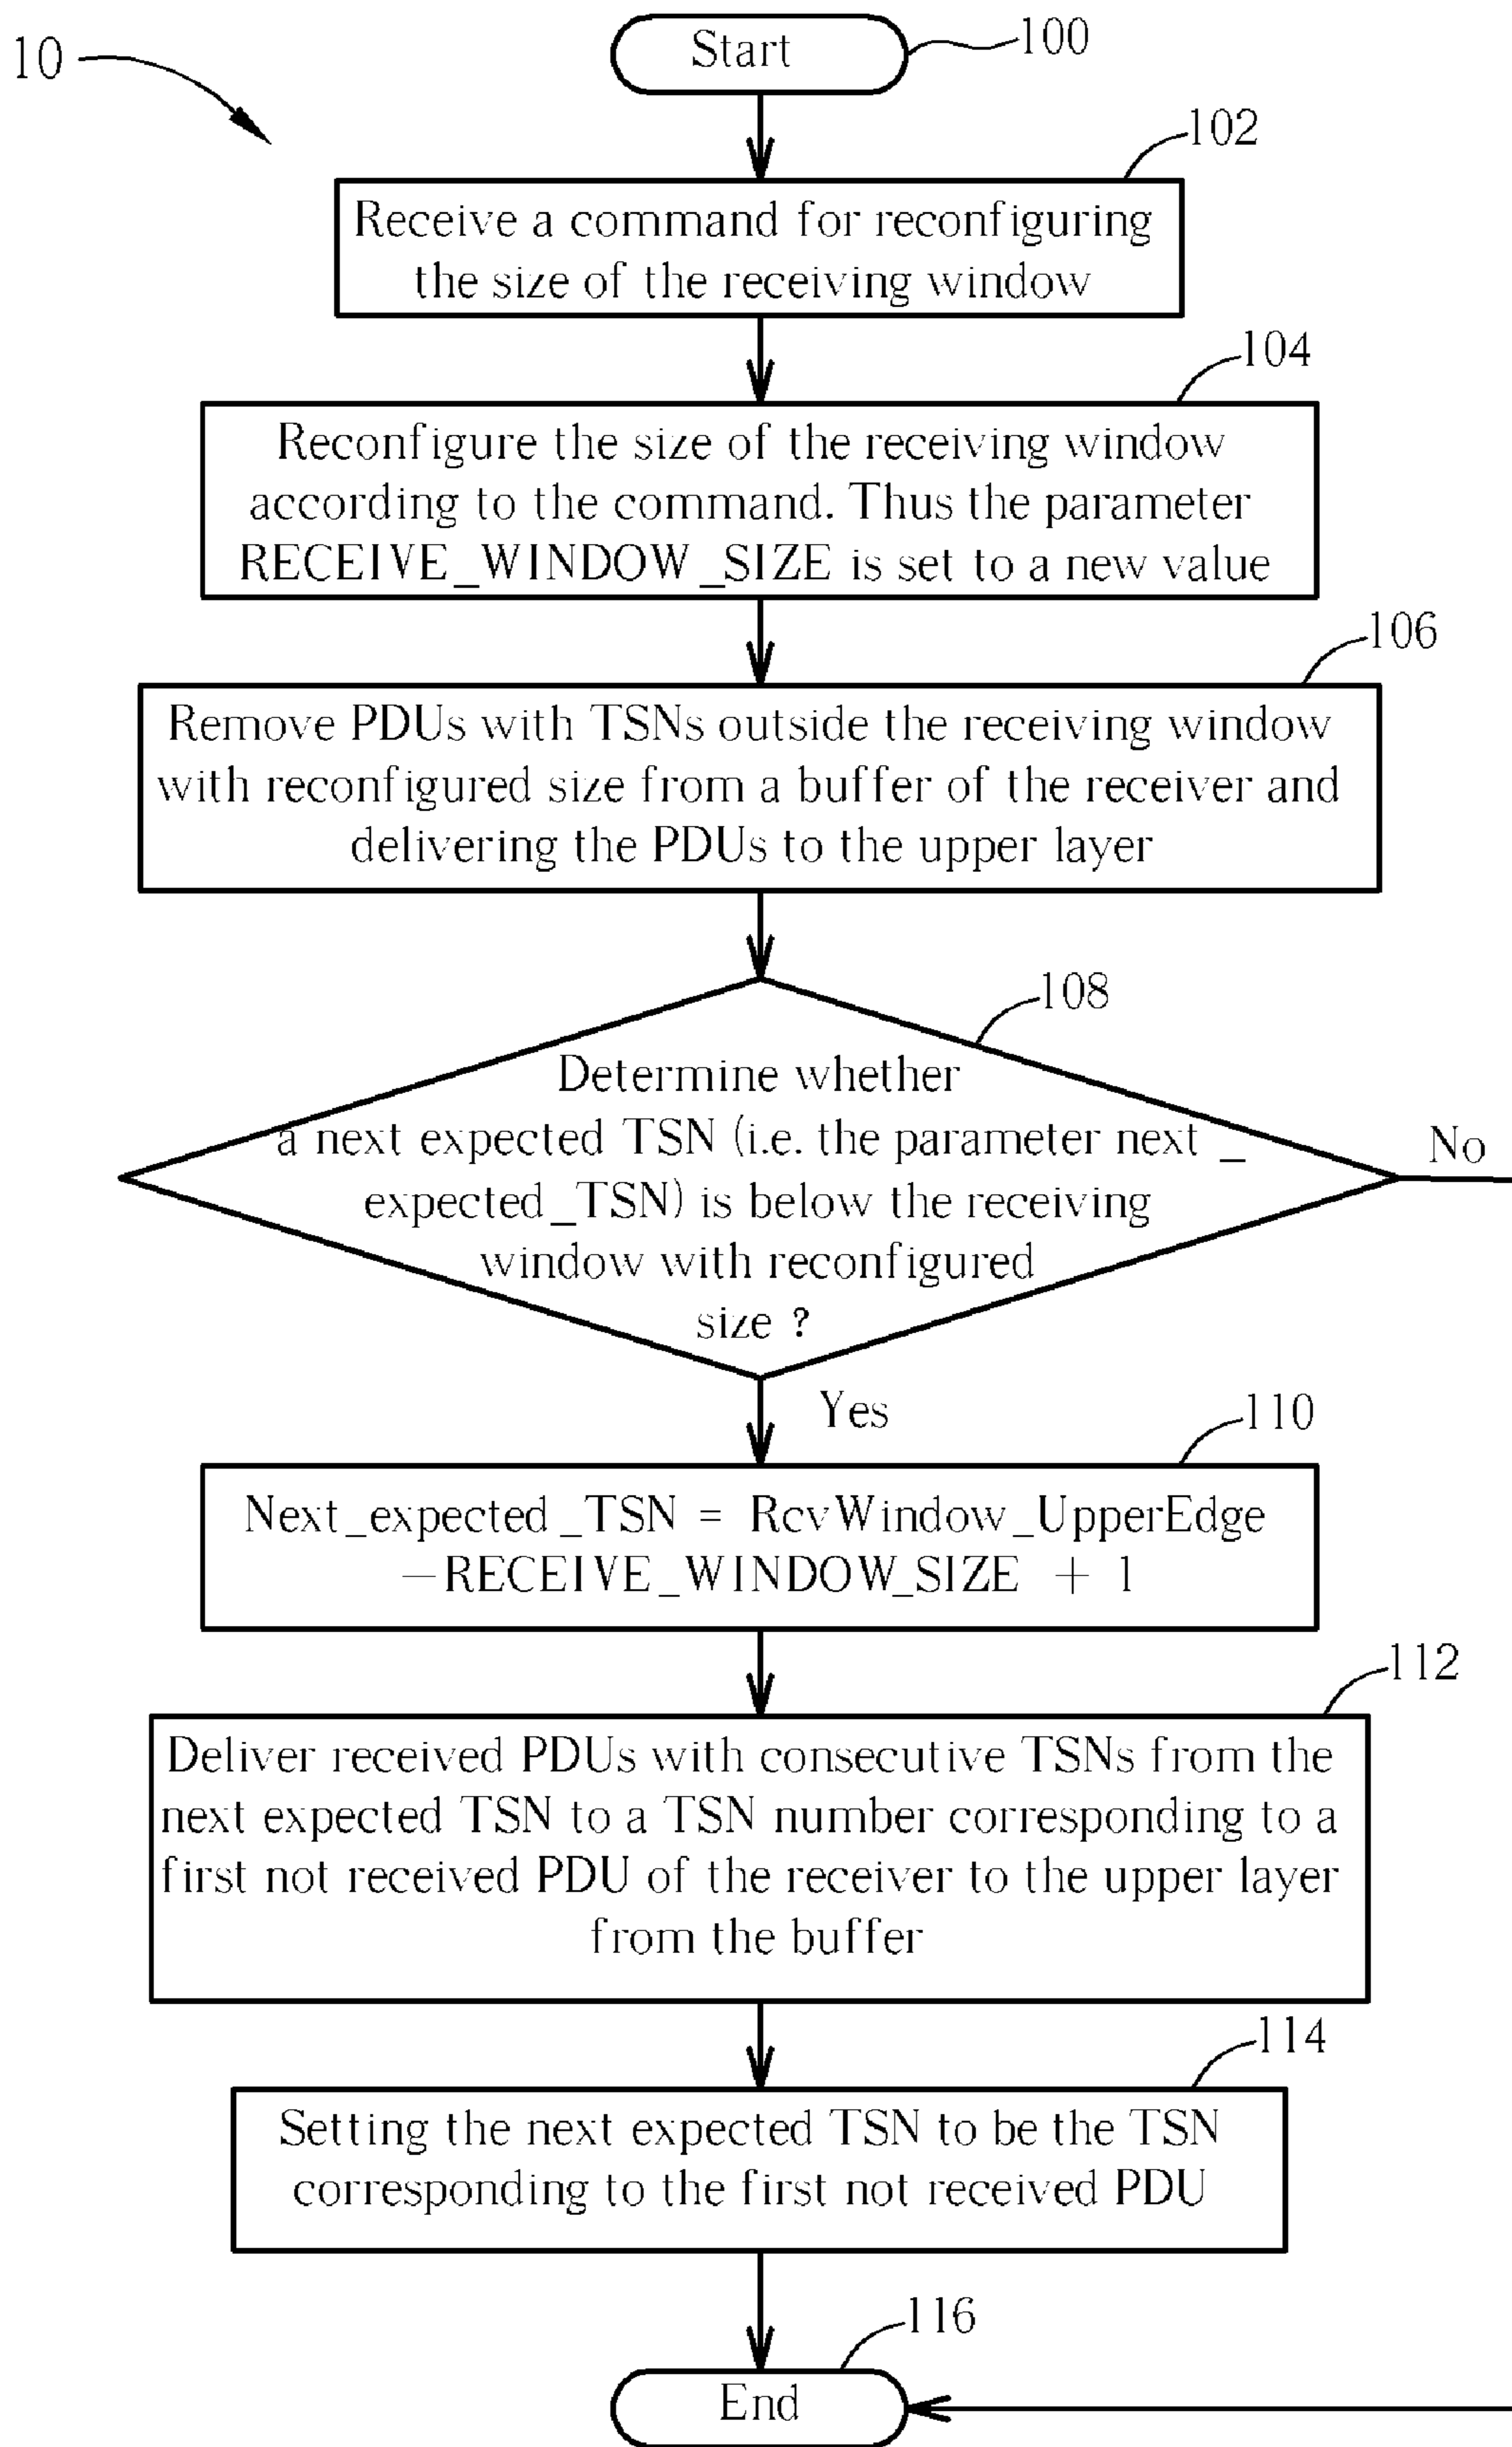 10
Start
100
102
Receive a command for reconfiguring
the size of the receiving window
104
Reconfigure the size of the receiving window
according to the command. Thus the parameter
RECEIVE_WINDOW_SIZE is set to a new value
106
Remove PDUs with TSNs outside the receiving window
with reconfigured size from a buffer of the receiver and
delivering the PDUs to the upper layer
108
Determine whether
a next expected TSN (i.e. the parameter next_
expected_TSN) is below the receiving
window with reconfigured
size ?
No
Yes
110
Next_expected_TSN = RcvWindow_UpperEdge
−RECEIVE_WINDOW_SIZE + 1
112
Deliver received PDUs with consecutive TSNs from the
next expected TSN to a TSN number corresponding to a
first not received PDU of the receiver to the upper layer
from the buffer
114
Setting the next expected TSN to be the TSN
corresponding to the first not received PDU
116
End